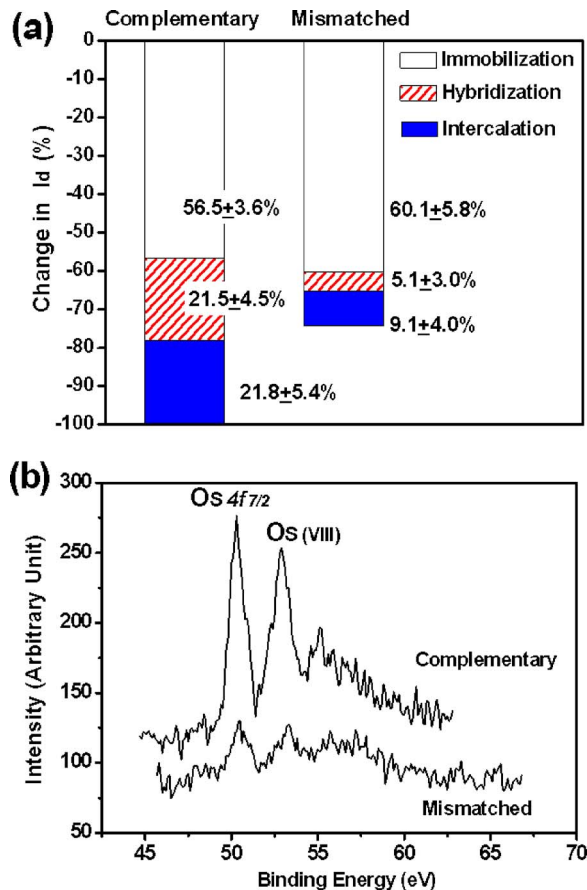 (a)
Complementary Mismatched
0
-10
-20
-30
-40
-50
-60
-70
-80
-90
-100
Change in Id (%)
Immobilization
Hybridization
Intercalation
56.5±3.6%
60.1±5.8%
21.5±4.5%
5.1±3.0%
9.1±4.0%
21.8±5.4%
(b)
300
250
200
150
100
50
Intensity (Arbitrary Unit)
Os 4f7/2
Os (VIII)
Complementary
Mismatched
45 50 55 60 65 70
Binding Energy (eV)